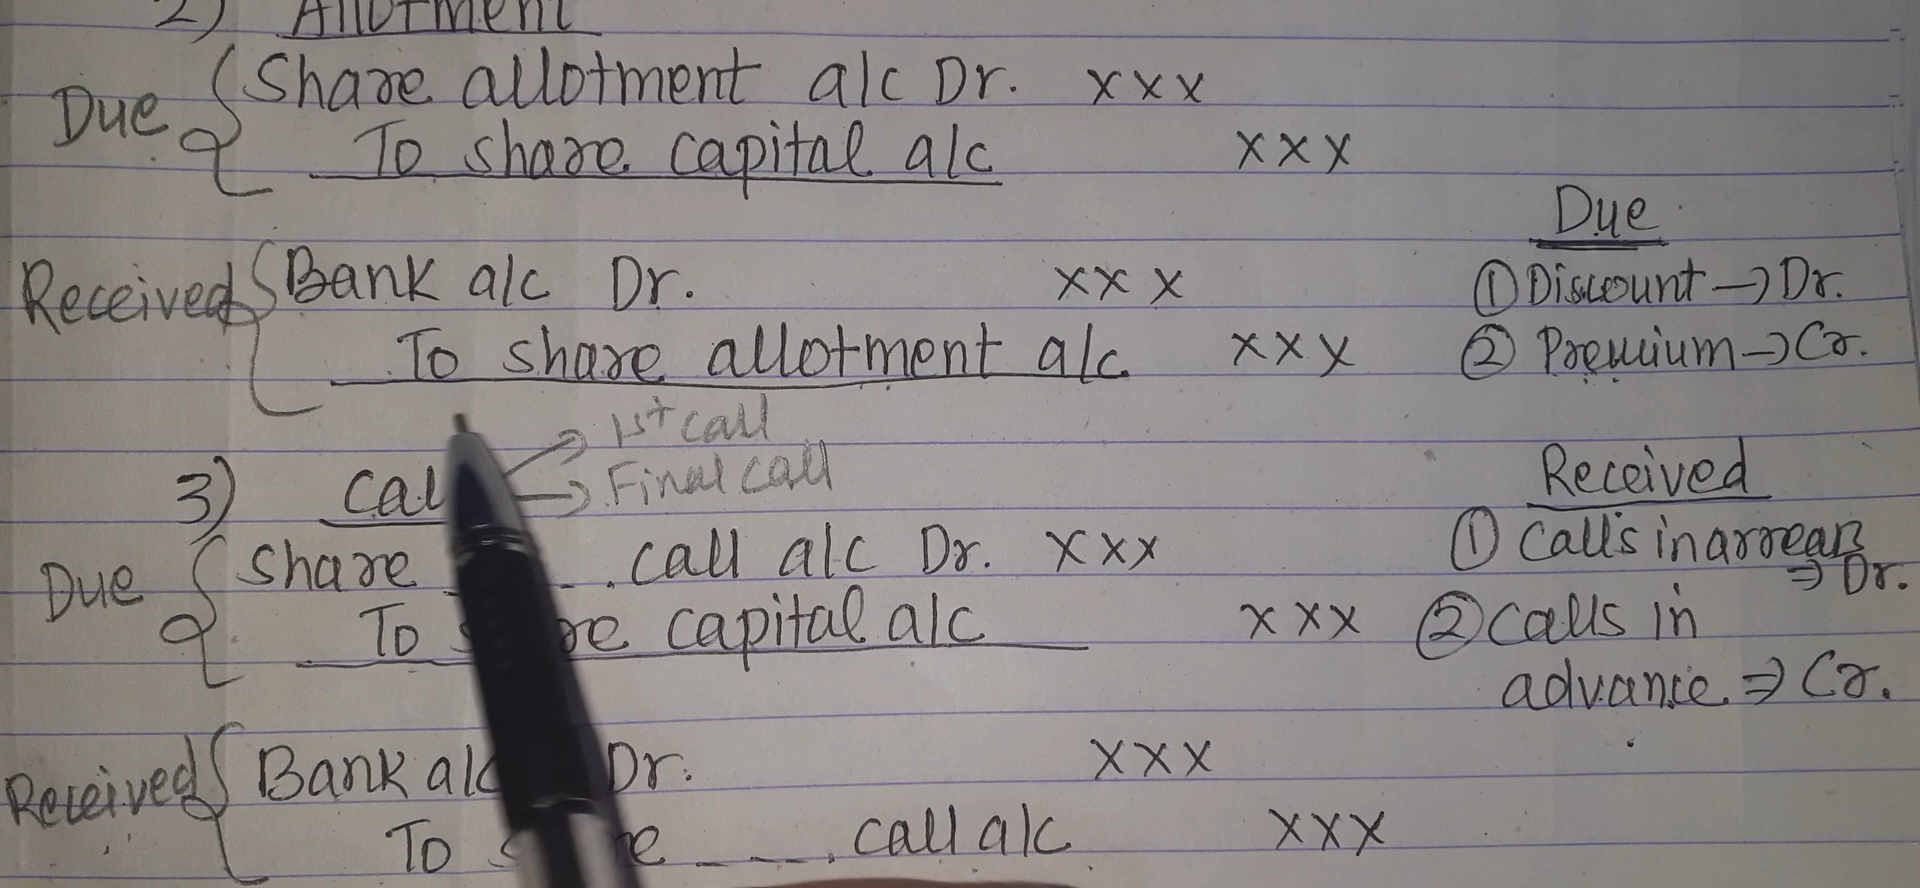 2) Allotment
Due { Share allotment a/c Dr. xxx
To share capital a/c xxx
Received { Bank a/c Dr. xxx
To share allotment a/c xxx
Due
① Discount → Dr.
② Premium → Cr.
3) Cal → 1st call
→ Final call
Due { Share ... call a/c Dr. xxx
To re capital a/c xxx
Received
① Calls in arrears
⇒ Dr.
② Calls in
advance ⇒ Cr.
Received { Bank a/c Dr. xxx
To s re ---- call a/c xxx